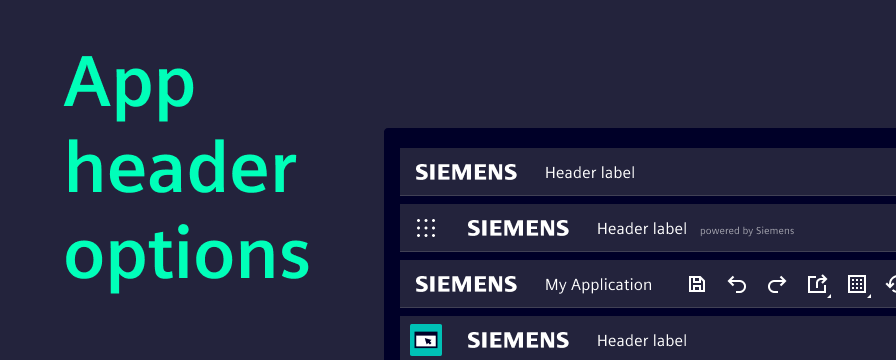 App
header
options
SIEMENS Header label
SIEMENS Header label powered by Siemens
SIEMENS My Application
SIEMENS Header label